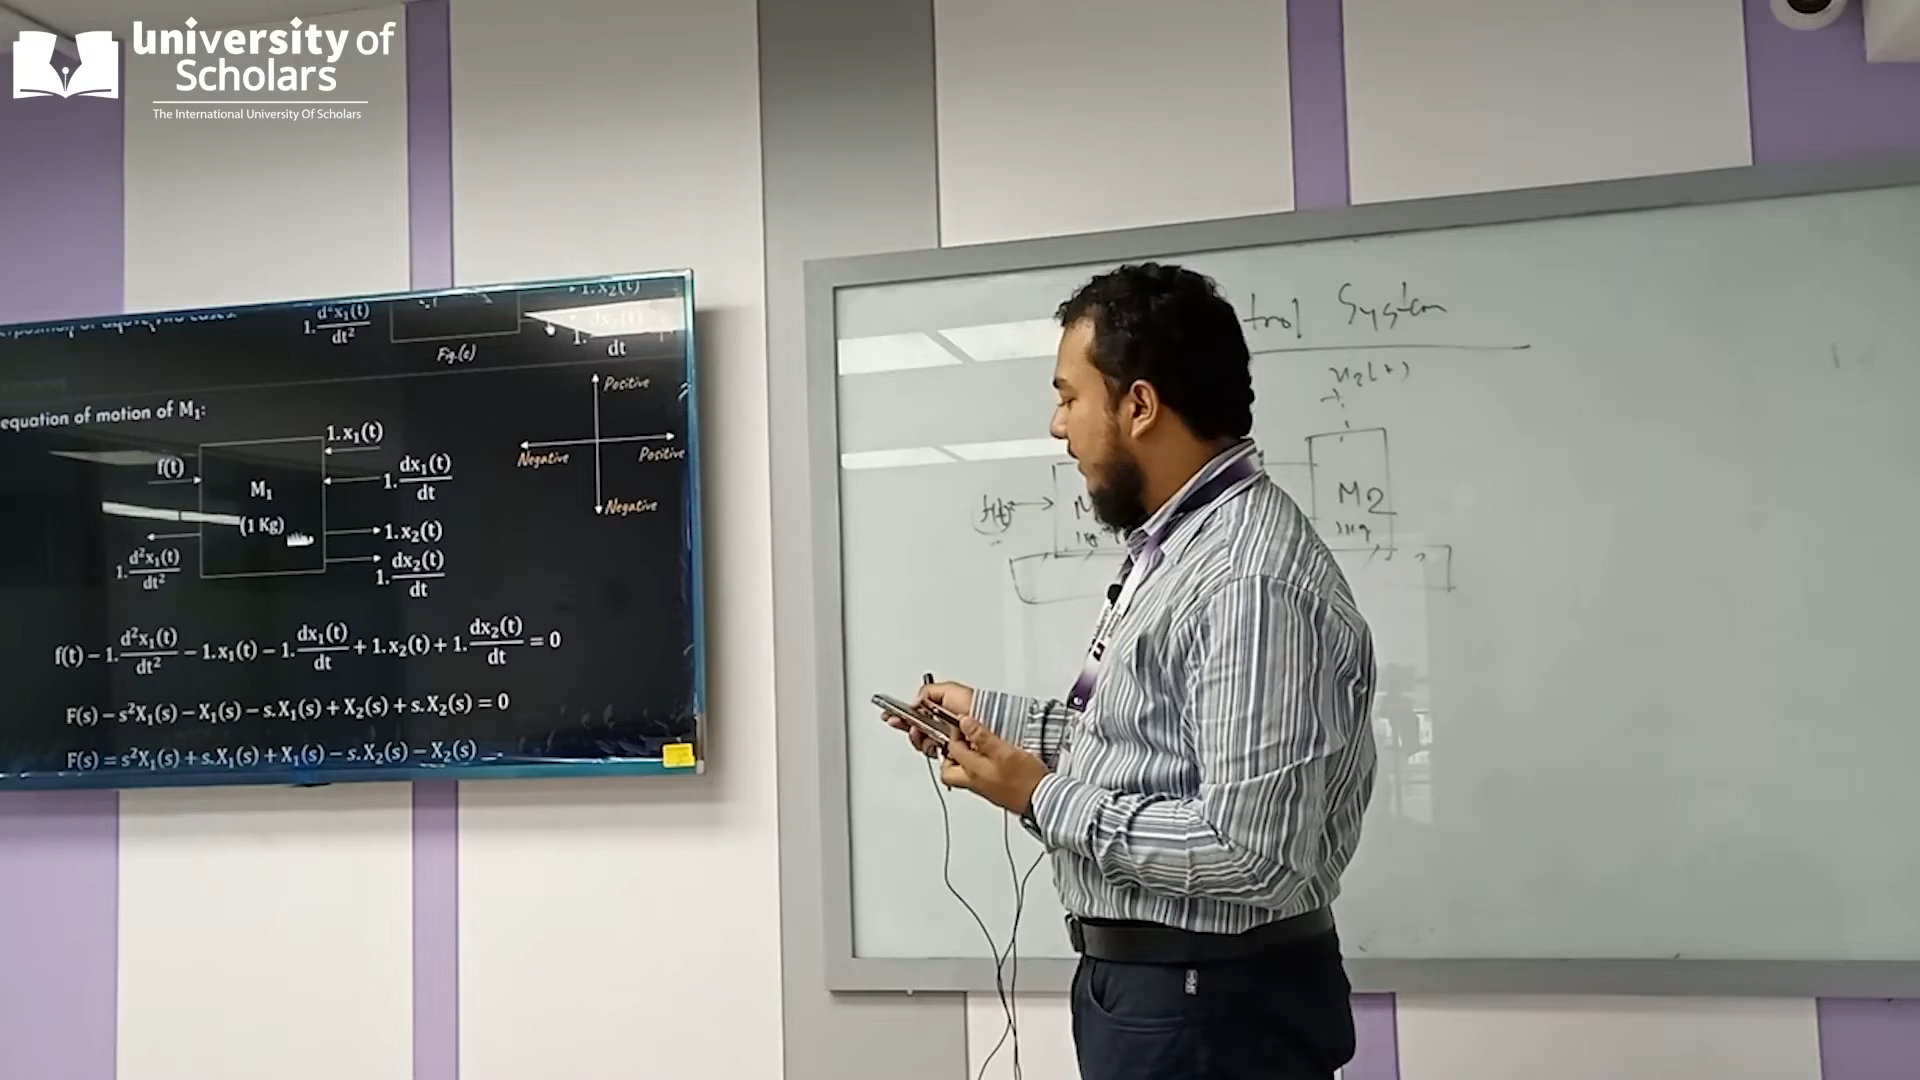 University of
Scholars
The International University Of Scholars
1. d²x₁(t)/dt²
Fig.(c)
1.x₂(t)
1. dx₂(t)/dt
equation of motion of M₁:
Positive
Negative
Positive
Negative
f(t)
M₁
(1 Kg)
1.x₁(t)
1. dx₁(t)/dt
1.x₂(t)
1. dx₂(t)/dt
1. d²x₁(t)/dt²
f(t) − 1. d²x₁(t)/dt² − 1.x₁(t) − 1. dx₁(t)/dt + 1.x₂(t) + 1. dx₂(t)/dt = 0
F(s) − s²X₁(s) − X₁(s) − s.X₁(s) + X₂(s) + s.X₂(s) = 0
F(s) = s²X₁(s) + s.X₁(s) + X₁(s) − s.X₂(s) − X₂(s)
trol System
x₂(t)
f(t)
M
M2
1kg